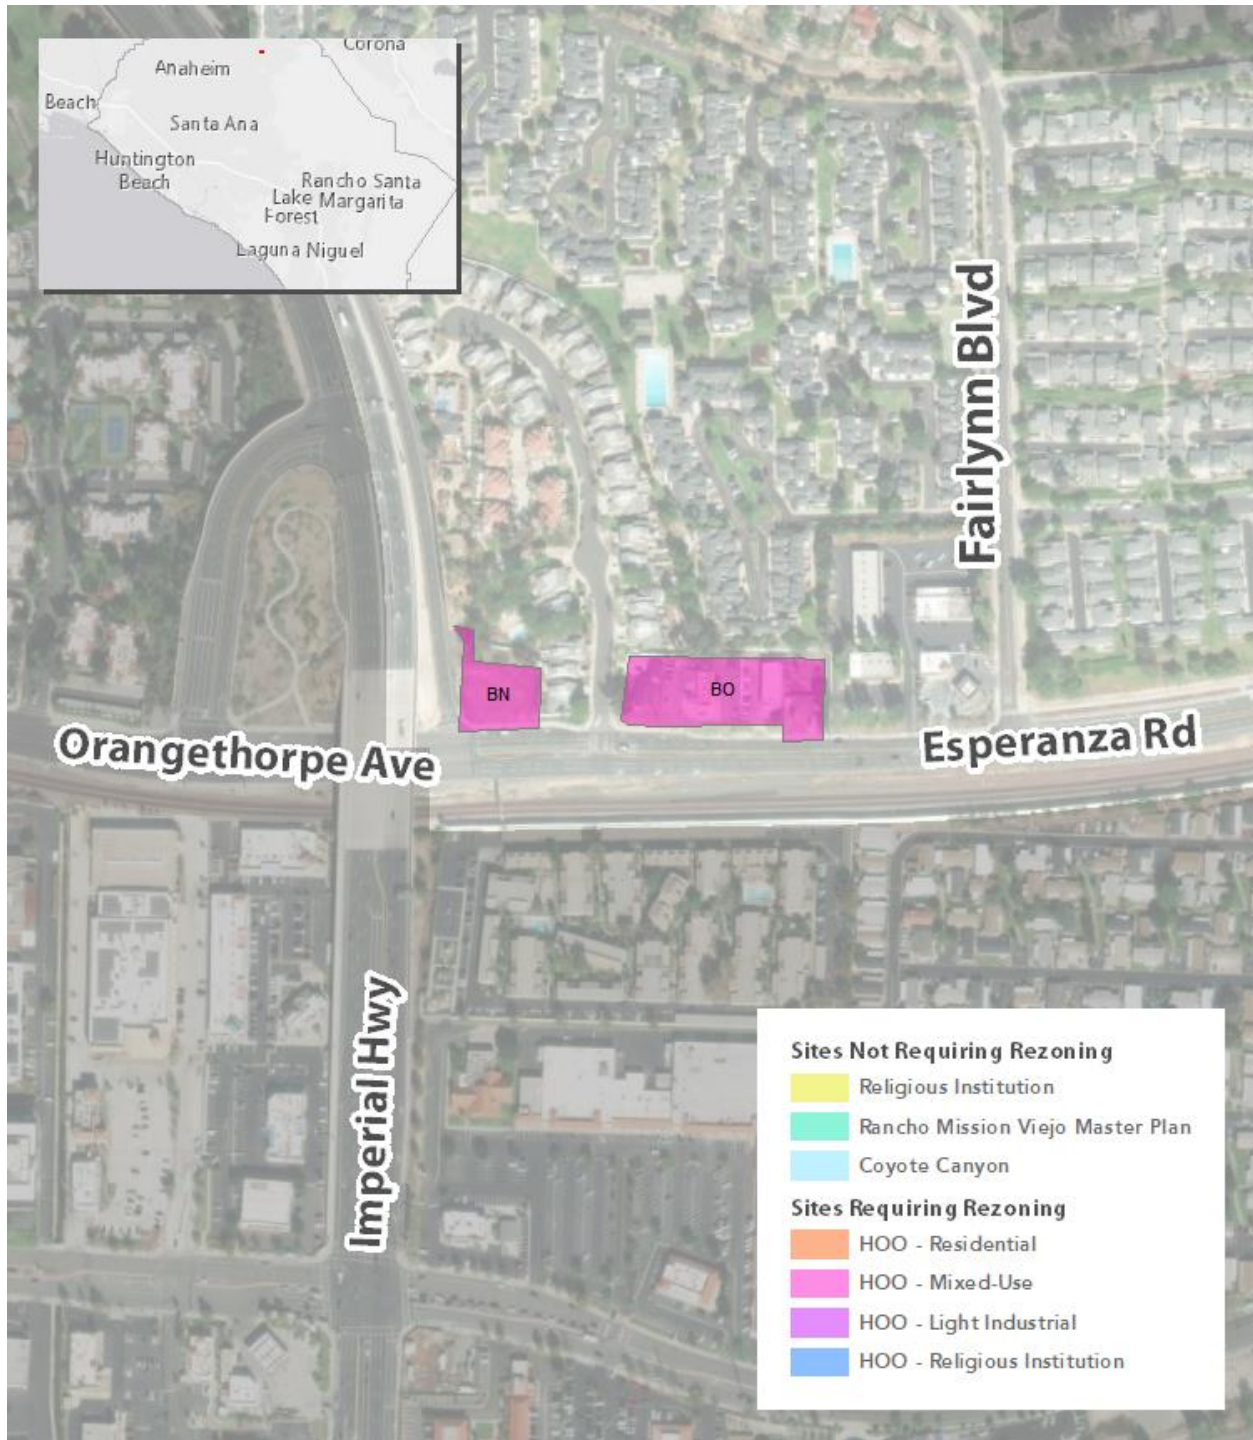 Corona
Anaheim
Beach
Santa Ana
Huntington
Beach
Rancho Santa
Lake Margarita
Forest
Laguna Niguel
Fairlynn Blvd
BN
BO
Orangethorpe Ave
Esperanza Rd
Imperial Hwy
Sites Not Requiring Rezoning
Religious Institution
Rancho Mission Viejo Master Plan
Coyote Canyon
Sites Requiring Rezoning
HOO - Residential
HOO - Mixed-Use
HOO - Light Industrial
HOO - Religious Institution